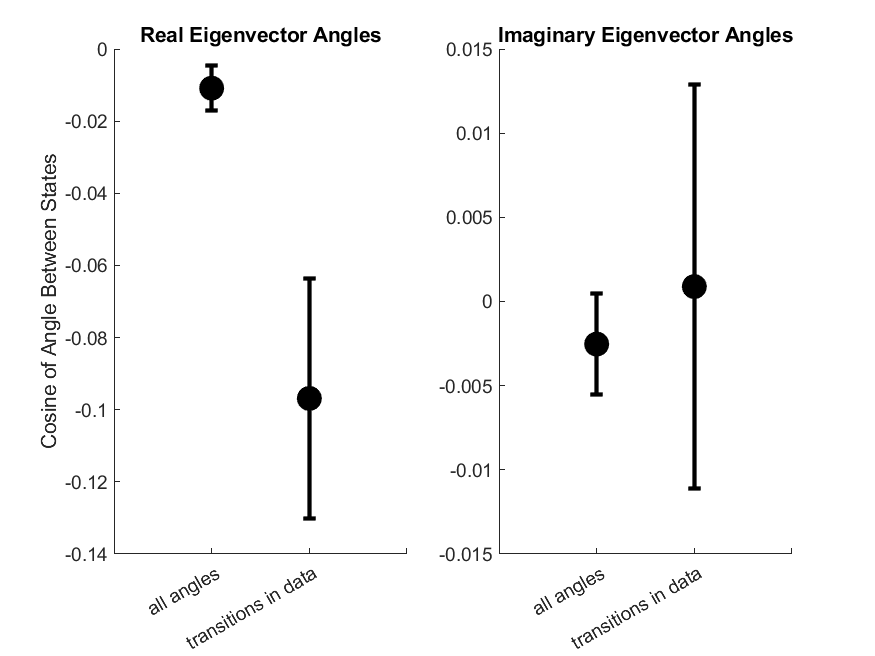 Real Eigenvector Angles
Cosine of Angle Between States
0
-0.02
-0.04
-0.06
-0.08
-0.1
-0.12
-0.14
all angles
transitions in data
Imaginary Eigenvector Angles
0.015
0.01
0.005
0
-0.005
-0.01
-0.015
all angles
transitions in data